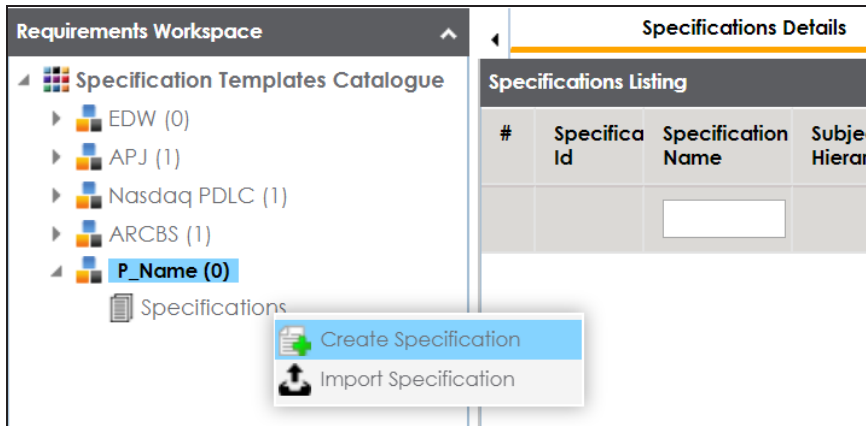 Requirements Workspace
Specification Templates Catalogue
EDW (0)
APJ (1)
Nasdaq PDLC (1)
ARCBS (1)
P_Name (0)
Specifications
Create Specification
Import Specification
Specifications Details
Specifications Listing
#
Specifica
Id
Specification
Name
Subje
Hierar